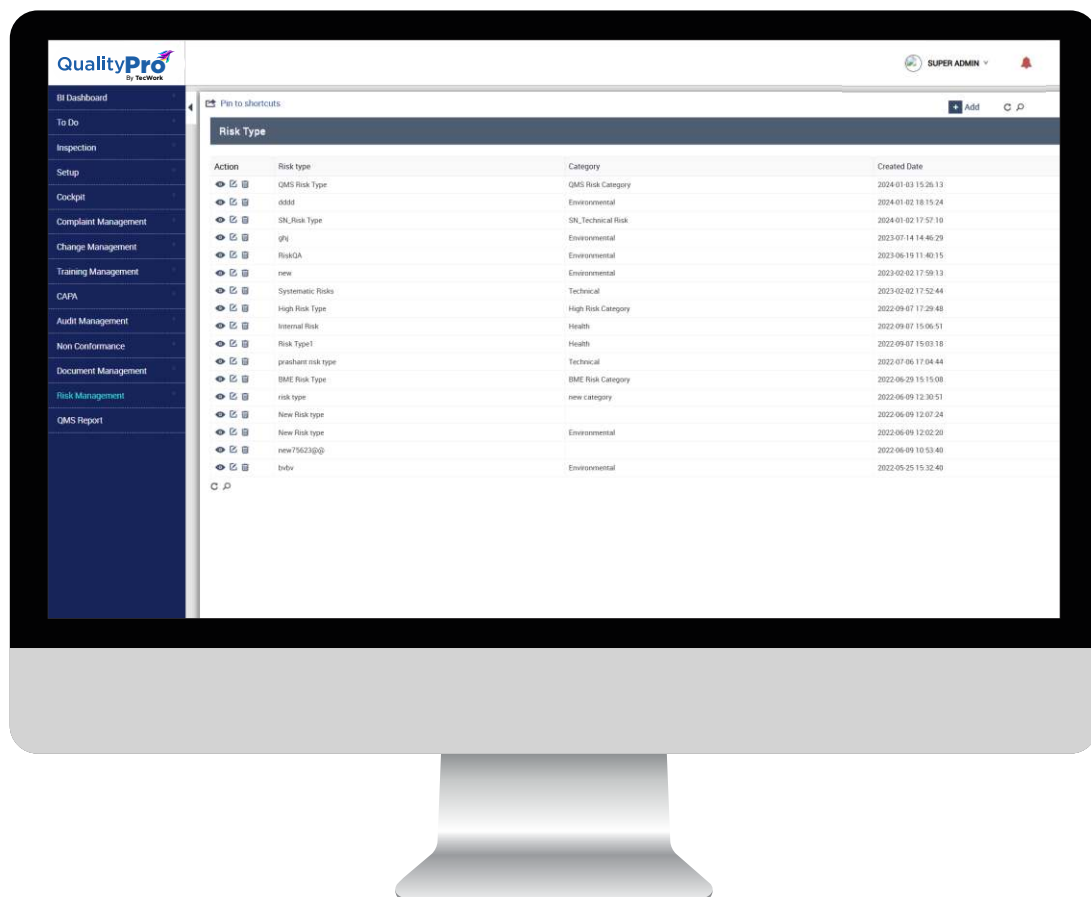 QualityPro
By TecWork
SUPER ADMIN
BI Dashboard
To Do
Inspection
Setup
Cockpit
Complaint Management
Change Management
Training Management
CAPA
Audit Management
Non Conformance
Document Management
Risk Management
QMS Report
Pin to shortcuts
Add
Risk Type
Action Risk type Category Created Date
QMS Risk Type QMS Risk Category 2024-01-03 15:26:13
dddd Environmental 2024-01-02 18:15:24
SN_Risk Type SN_Technical Risk 2024-01-02 17:57:10
ghj Environmental 2023-07-14 14:46:29
RiskQA Environmental 2023-06-19 11:40:15
new Environmental 2023-02-02 17:59:13
Systematic Risks Technical 2023-02-02 17:52:44
High Risk Type High Risk Category 2022-09-07 17:29:48
Internal Risk Health 2022-09-07 15:06:51
Risk Type1 Health 2022-09-07 15:03:18
prashant risk type Technical 2022-07-06 17:04:44
BME Risk Type BME Risk Category 2022-06-29 15:15:08
risk type new category 2022-06-09 12:30:51
New Risk type 2022-06-09 12:07:24
New Risk type Environmental 2022-06-09 12:02:20
new75623@@ 2022-06-09 10:53:40
bvbv Environmental 2022-05-25 15:32:40